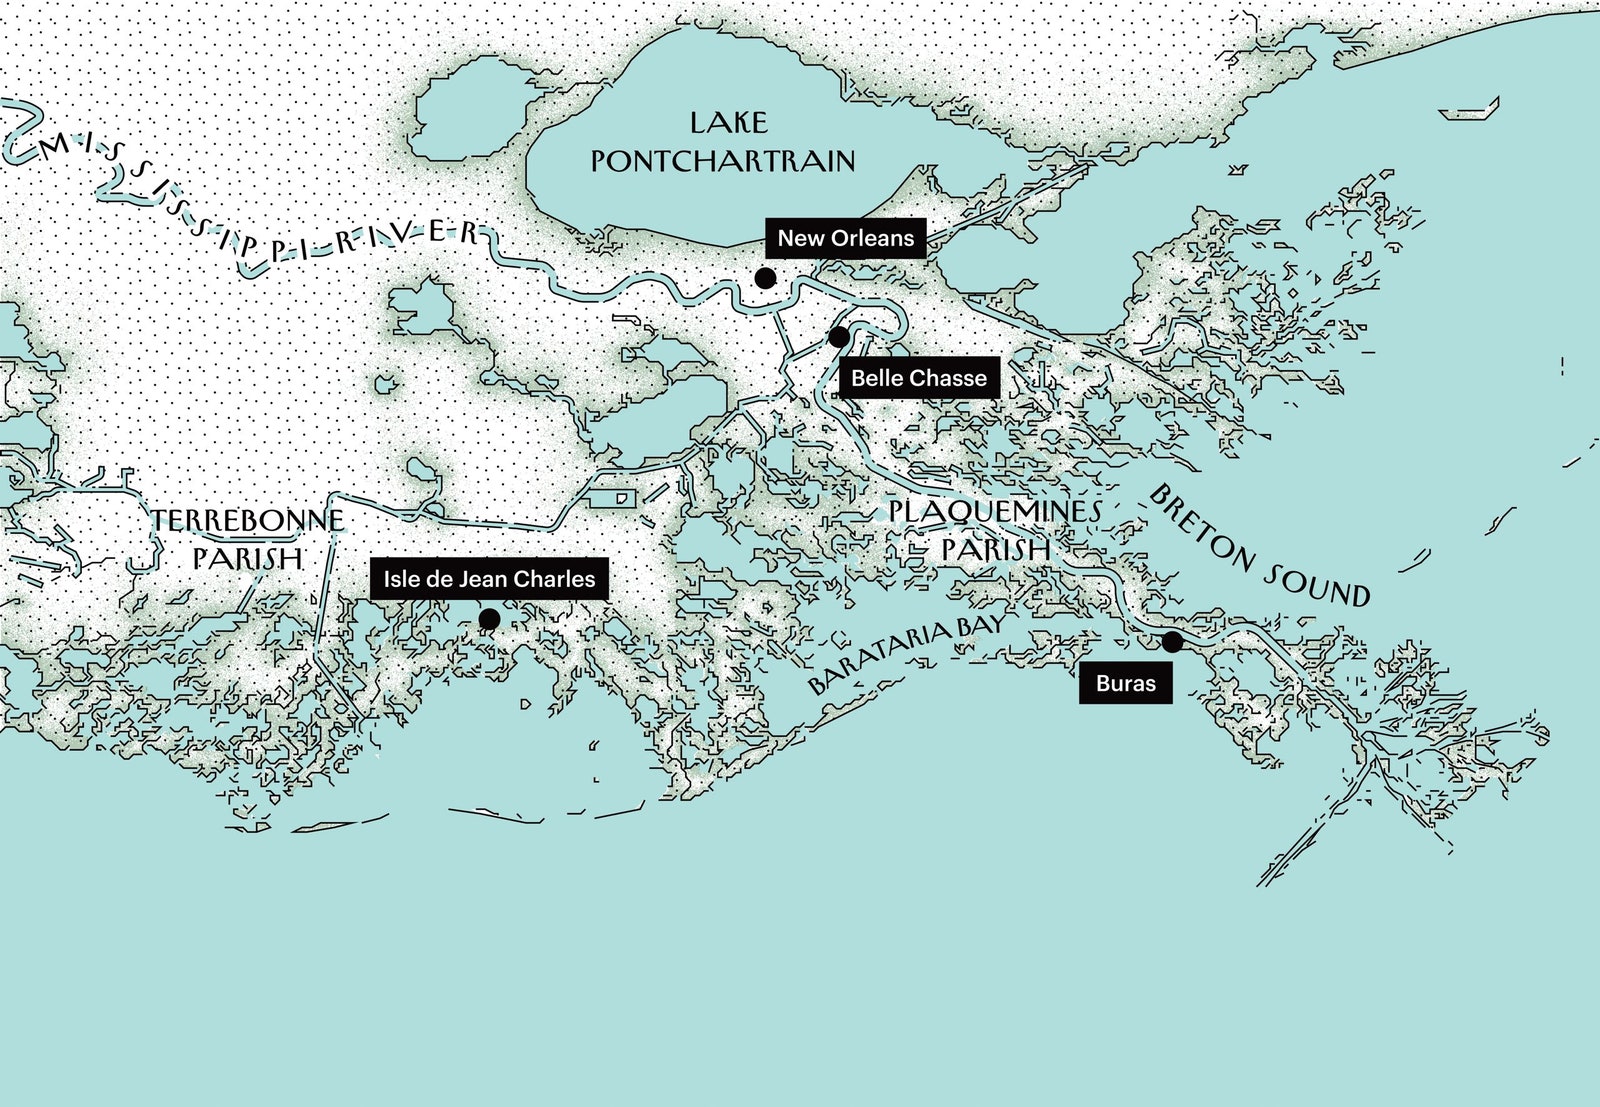 LAKE
PONTCHARTRAIN
MISSISSIPPI RIVER
New Orleans
Belle Chasse
TERREBONNE
PARISH
PLAQUEMINES
PARISH
BRETON SOUND
Isle de Jean Charles
BARATARIA BAY
Buras